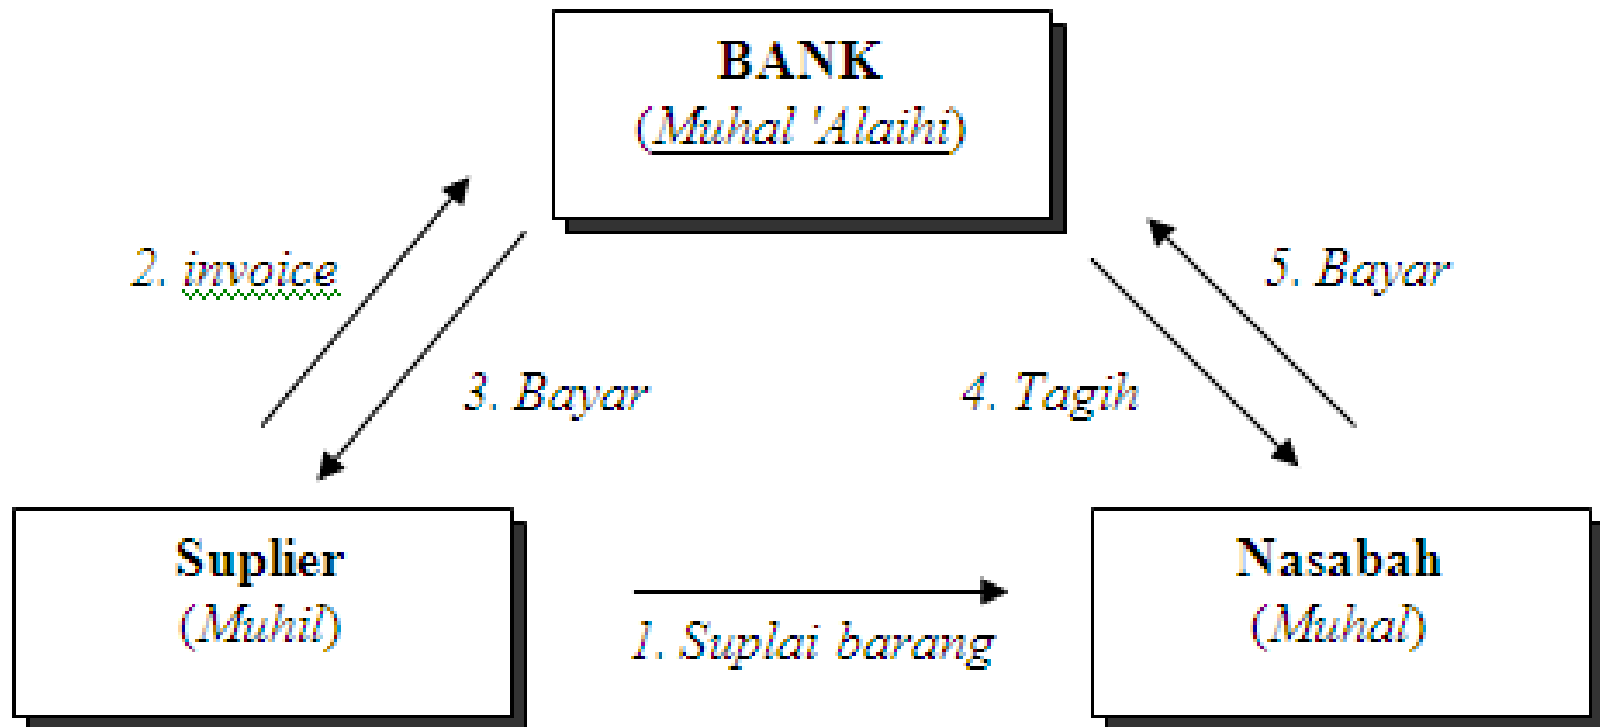 BANK
(Muhal 'Alaihi)
2. invoice
5. Bayar
3. Bayar
4. Tagih
Suplier
(Muhil)
1. Suplai barang
Nasabah
(Muhal)